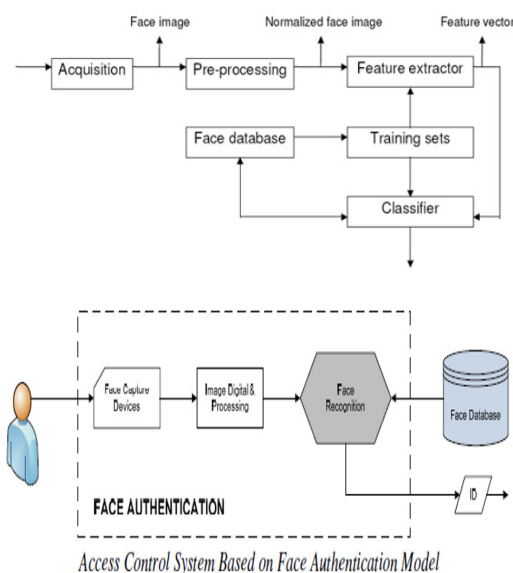 Face image
Normalized face image
Feature vector
Acquisition
Pre-processing
Feature extractor
Face database
Training sets
Classifier
Face Capture
Devices
Image Digital &
Processing
Face
Recognition
Face Database
ID
FACE AUTHENTICATION
Access Control System Based on Face Authentication Model